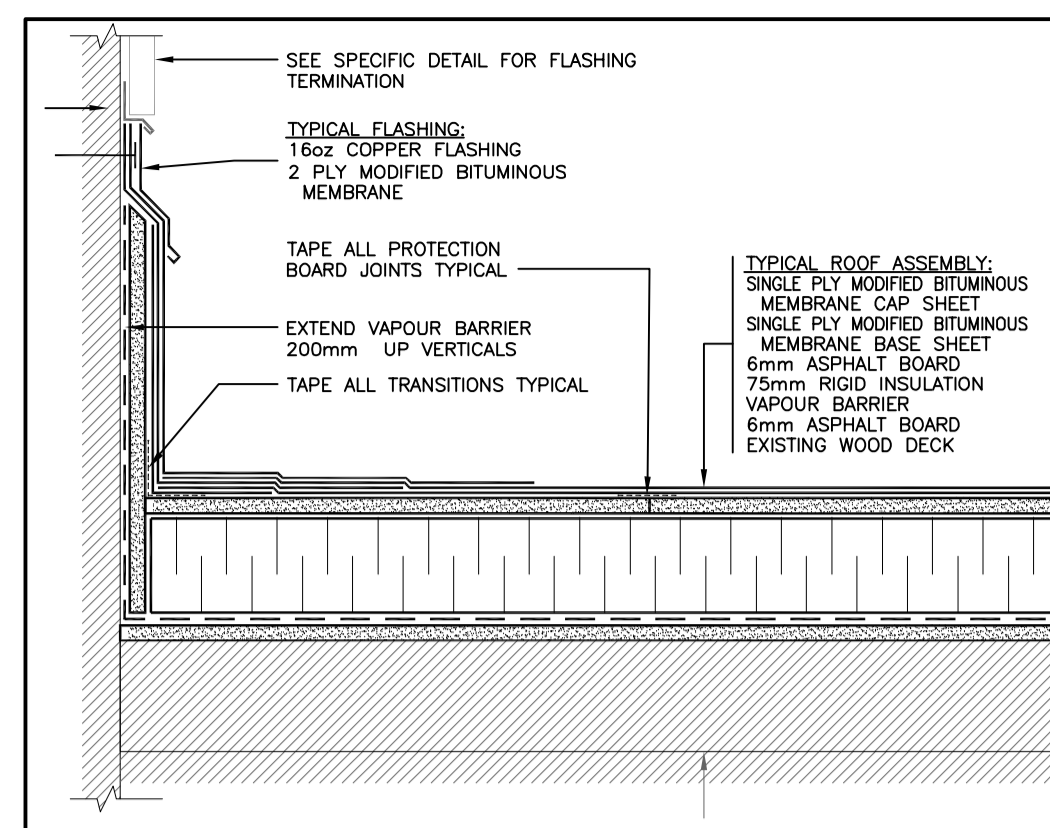 SEE SPECIFIC DETAIL FOR FLASHING
TERMINATION
TYPICAL FLASHING:
16oz COPPER FLASHING
2 PLY MODIFIED BITUMINOUS
MEMBRANE
TAPE ALL PROTECTION
BOARD JOINTS TYPICAL
EXTEND VAPOUR BARRIER
200mm UP VERTICALS
TAPE ALL TRANSITIONS TYPICAL
TYPICAL ROOF ASSEMBLY:
SINGLE PLY MODIFIED BITUMINOUS
MEMBRANE CAP SHEET
SINGLE PLY MODIFIED BITUMINOUS
MEMBRANE BASE SHEET
6mm ASPHALT BOARD
75mm RIGID INSULATION
VAPOUR BARRIER
6mm ASPHALT BOARD
EXISTING WOOD DECK